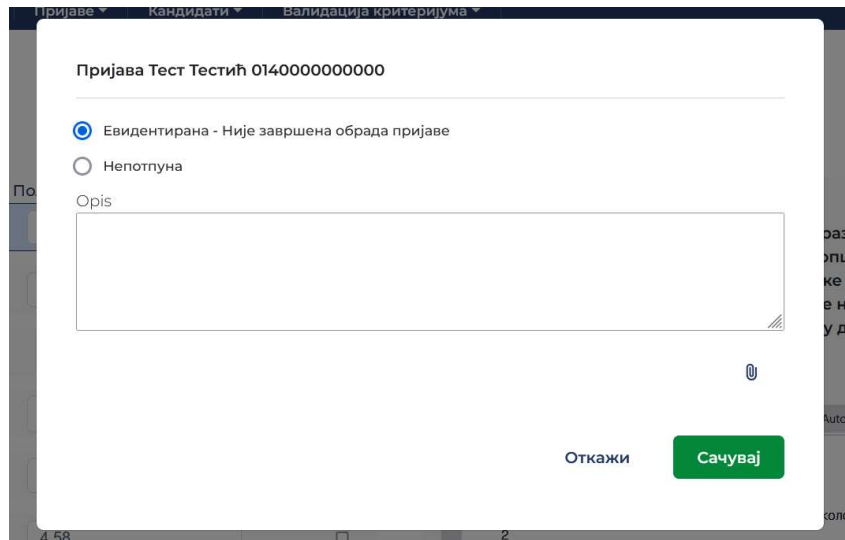 Пријаве Кандидати Валидација критеријума
Пријава Тест Тестић 0140000000000
Евидентирана - Није завршена обрада пријаве
Непотпуна
Opis
Откажи Сачувај
4.58 2